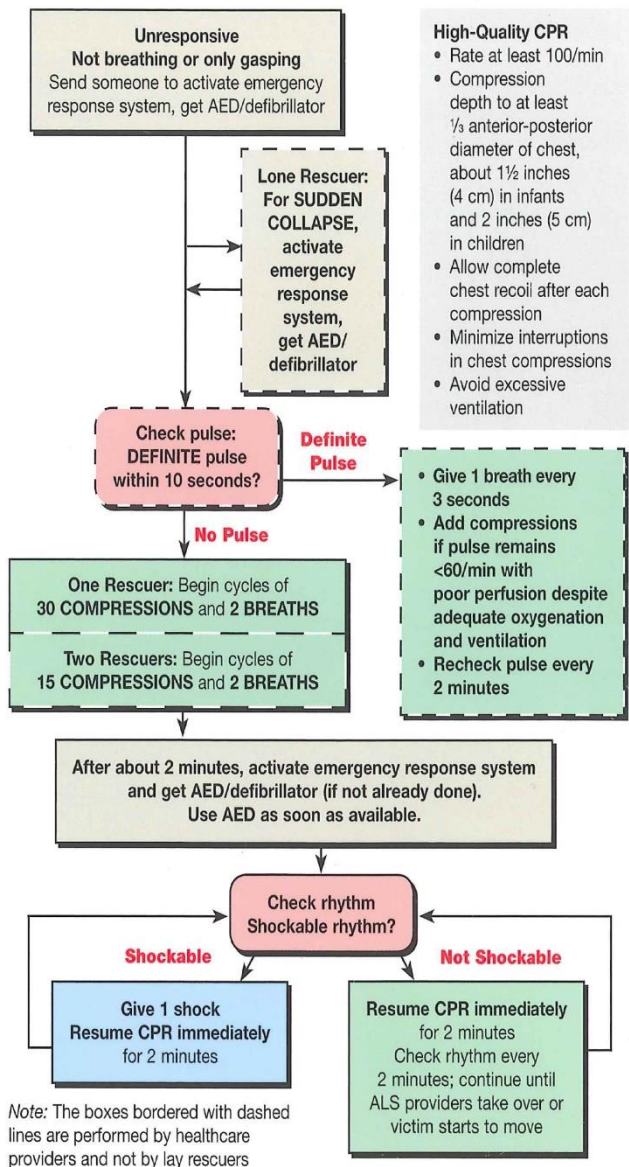 Unresponsive
Not breathing or only gasping
Send someone to activate emergency
response system, get AED/defibrillator
High-Quality CPR
• Rate at least 100/min
• Compression
depth to at least
⅓ anterior-posterior
diameter of chest,
about 1½ inches
(4 cm) in infants
and 2 inches (5 cm)
in children
• Allow complete
chest recoil after each
compression
• Minimize interruptions
in chest compressions
• Avoid excessive
ventilation
Lone Rescuer:
For SUDDEN
COLLAPSE,
activate
emergency
response
system,
get AED/
defibrillator
Check pulse:
DEFINITE pulse
within 10 seconds?
Definite
Pulse
• Give 1 breath every
3 seconds
• Add compressions
if pulse remains
<60/min with
poor perfusion despite
adequate oxygenation
and ventilation
• Recheck pulse every
2 minutes
No Pulse
One Rescuer: Begin cycles of
30 COMPRESSIONS and 2 BREATHS
Two Rescuers: Begin cycles of
15 COMPRESSIONS and 2 BREATHS
After about 2 minutes, activate emergency response system
and get AED/defibrillator (if not already done).
Use AED as soon as available.
Check rhythm
Shockable rhythm?
Shockable
Not Shockable
Give 1 shock
Resume CPR immediately
for 2 minutes
Resume CPR immediately
for 2 minutes
Check rhythm every
2 minutes; continue until
ALS providers take over or
victim starts to move
Note: The boxes bordered with dashed
lines are performed by healthcare
providers and not by lay rescuers